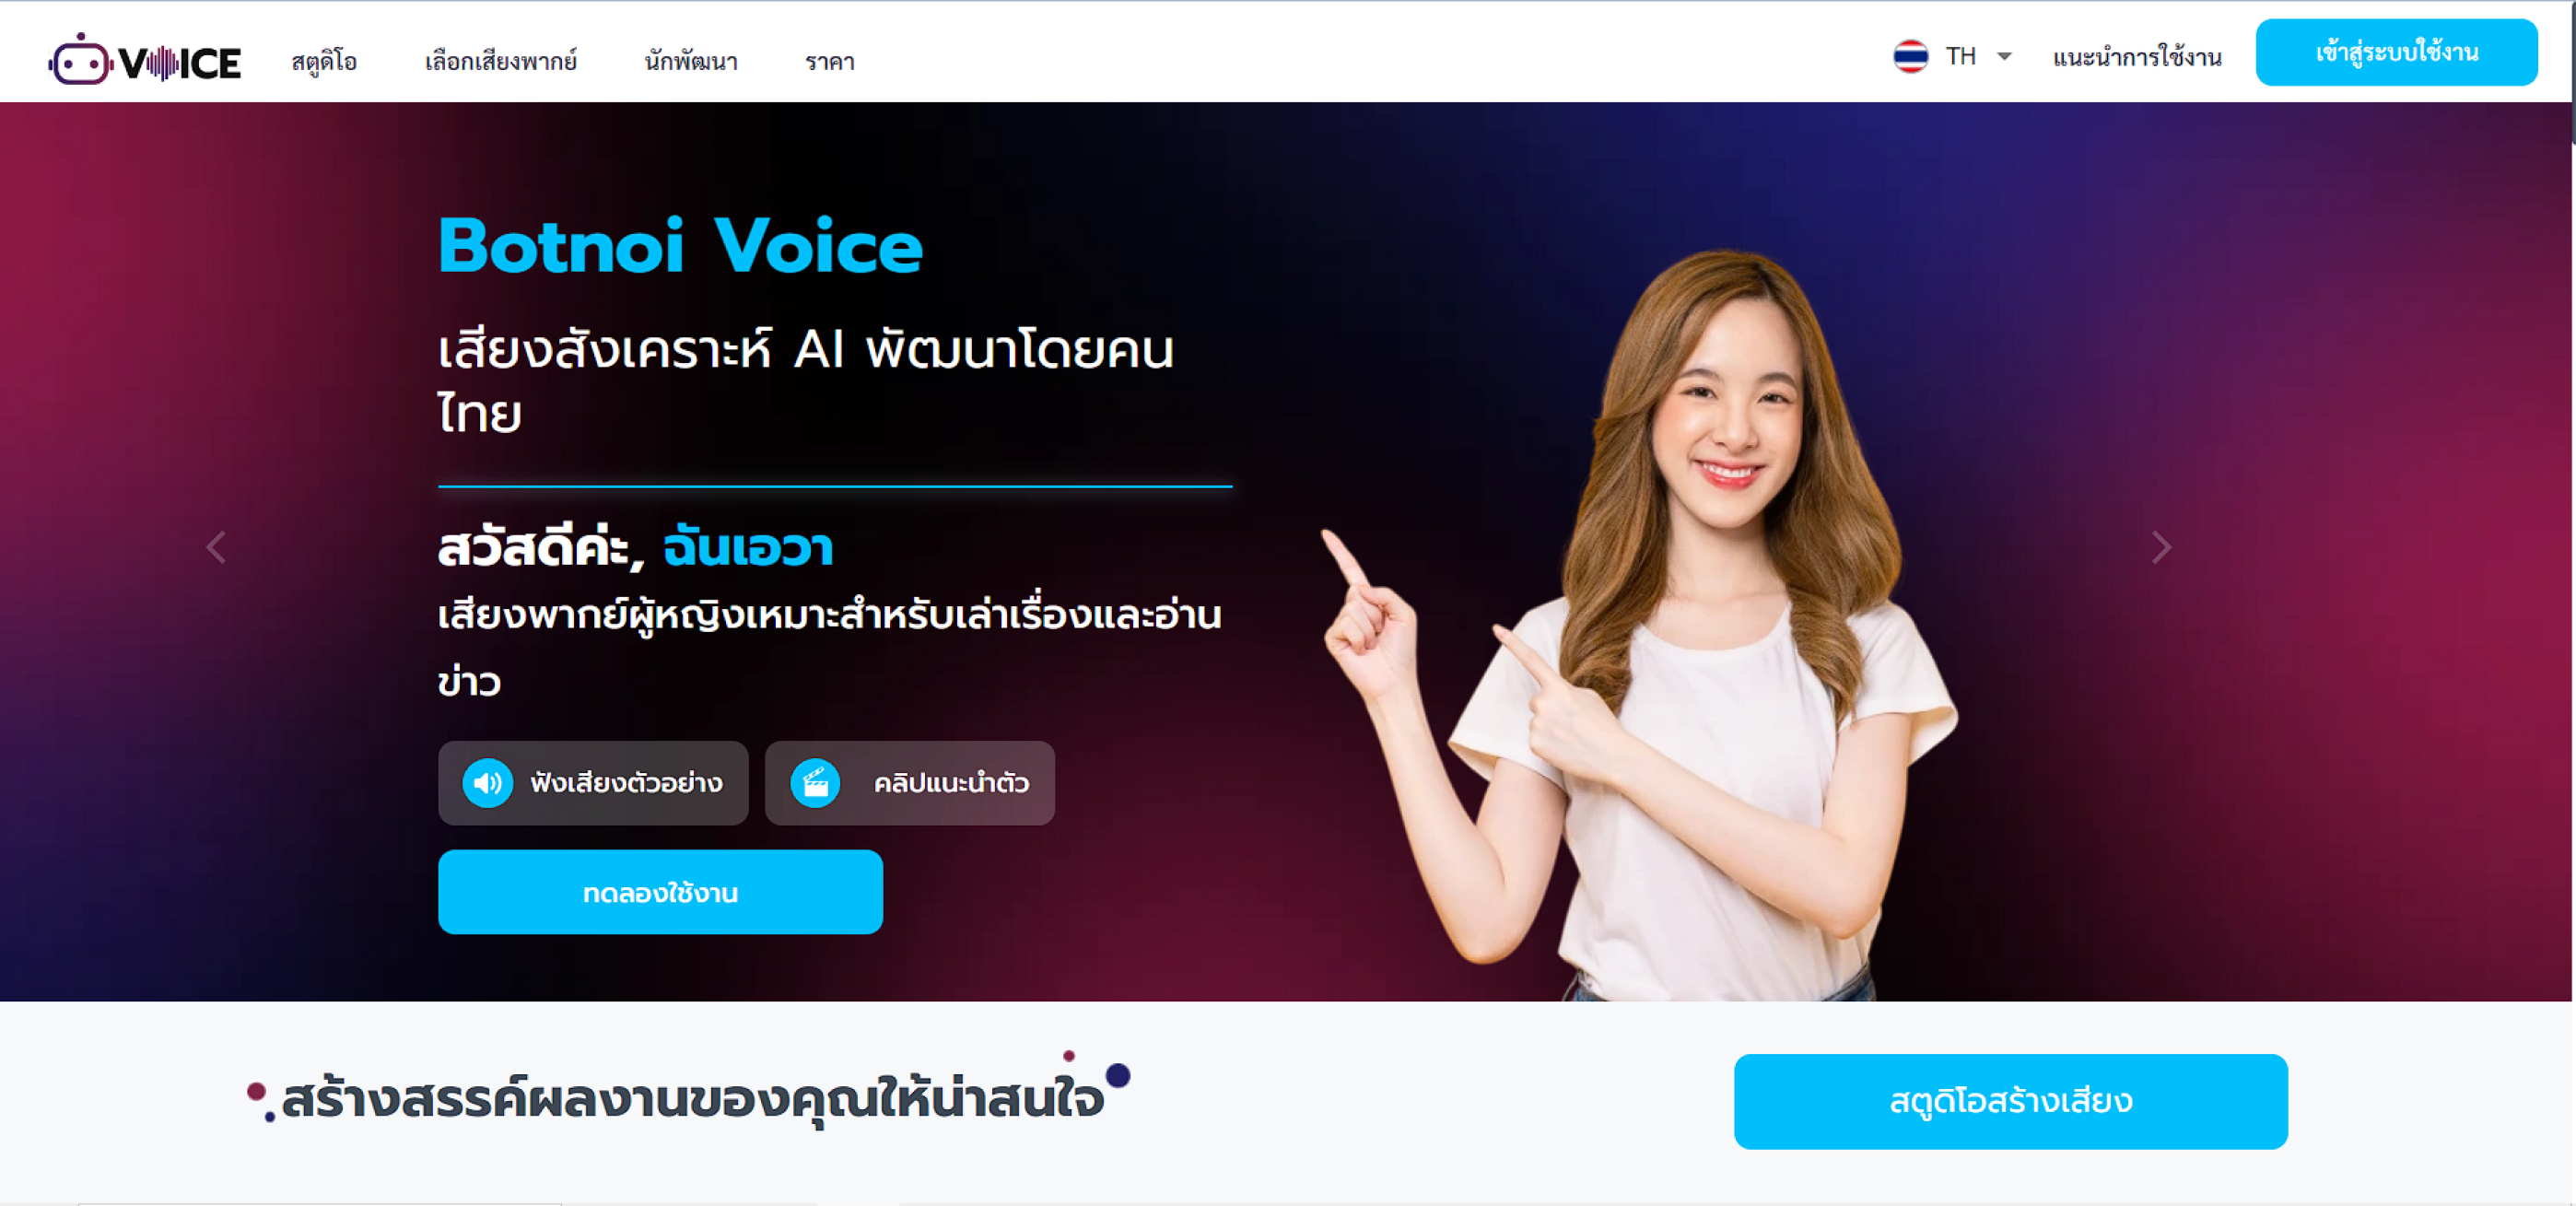 VOICE
สตูดิโอ
เลือกเสียงพากย์
นักพัฒนา
ราคา
TH
แนะนำการใช้งาน
เข้าสู่ระบบใช้งาน
Botnoi Voice
เสียงสังเคราะห์ AI พัฒนาโดยคน
ไทย
สวัสดีค่ะ, ฉันเอวา
เสียงพากย์ผู้หญิงเหมาะสำหรับเล่าเรื่องและอ่าน
ข่าว
ฟังเสียงตัวอย่าง
คลิปแนะนำตัว
ทดลองใช้งาน
สร้างสรรค์ผลงานของคุณให้น่าสนใจ
สตูดิโอสร้างเสียง